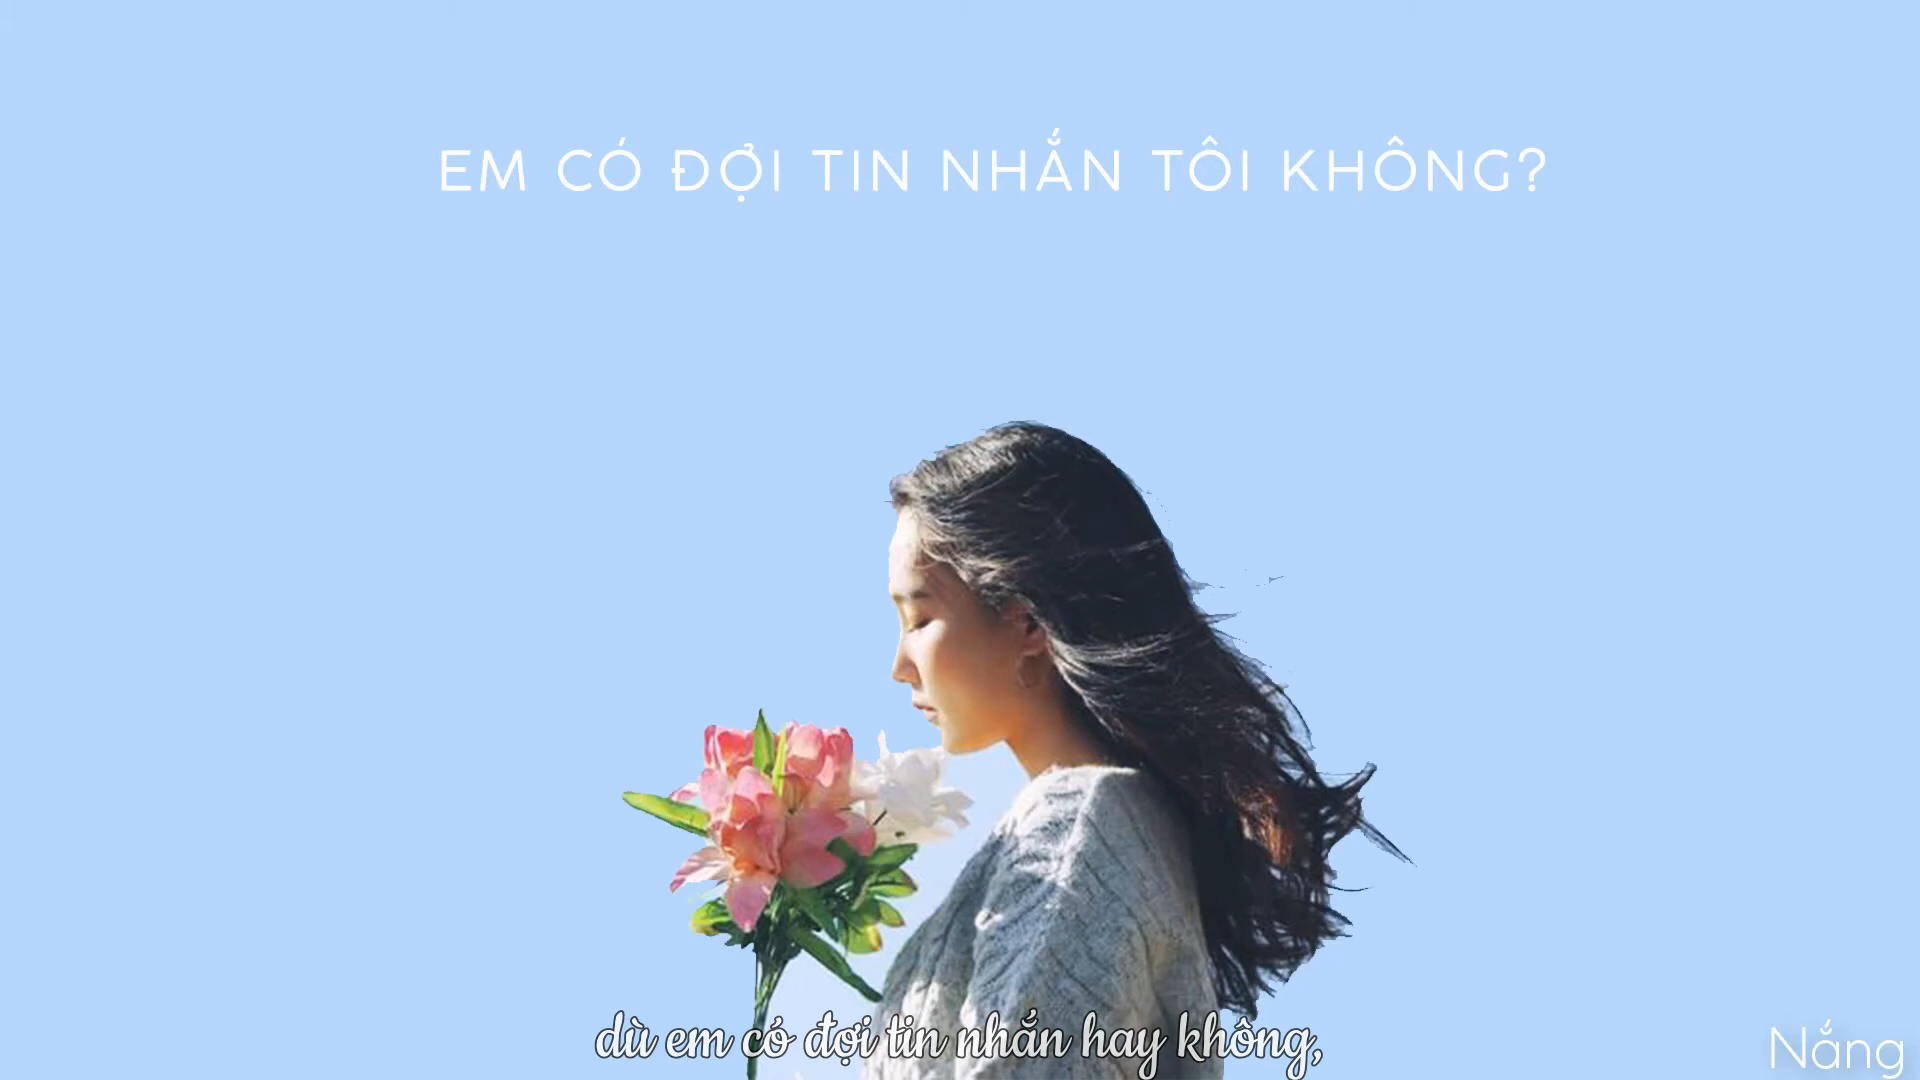 EM CÓ ĐỢI TIN NHẮN TÔI KHÔNG?
dù em có đợi tin nhắn hay không,
Nắng